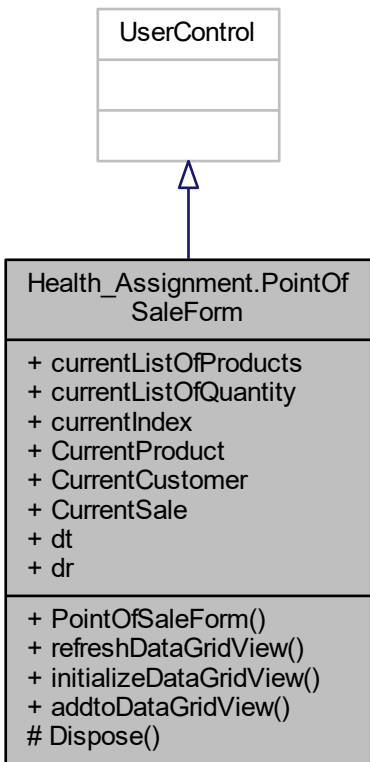 UserControl
Health_Assignment.PointOf
SaleForm
+ currentListOfProducts
+ currentListOfQuantity
+ currentIndex
+ CurrentProduct
+ CurrentCustomer
+ CurrentSale
+ dt
+ dr
+ PointOfSaleForm()
+ refreshDataGridView()
+ initializeDataGridView()
+ addtoDataGridView()
# Dispose()